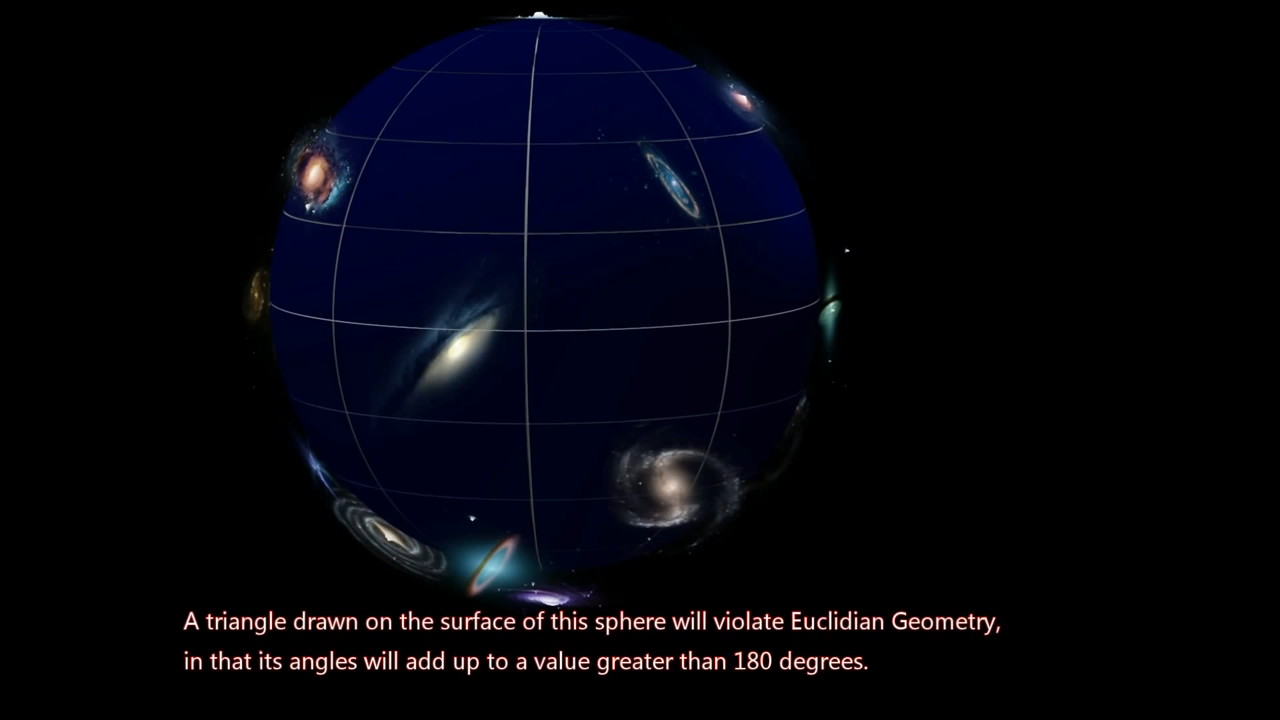 A triangle drawn on the surface of this sphere will violate Euclidian Geometry,
in that its angles will add up to a value greater than 180 degrees.